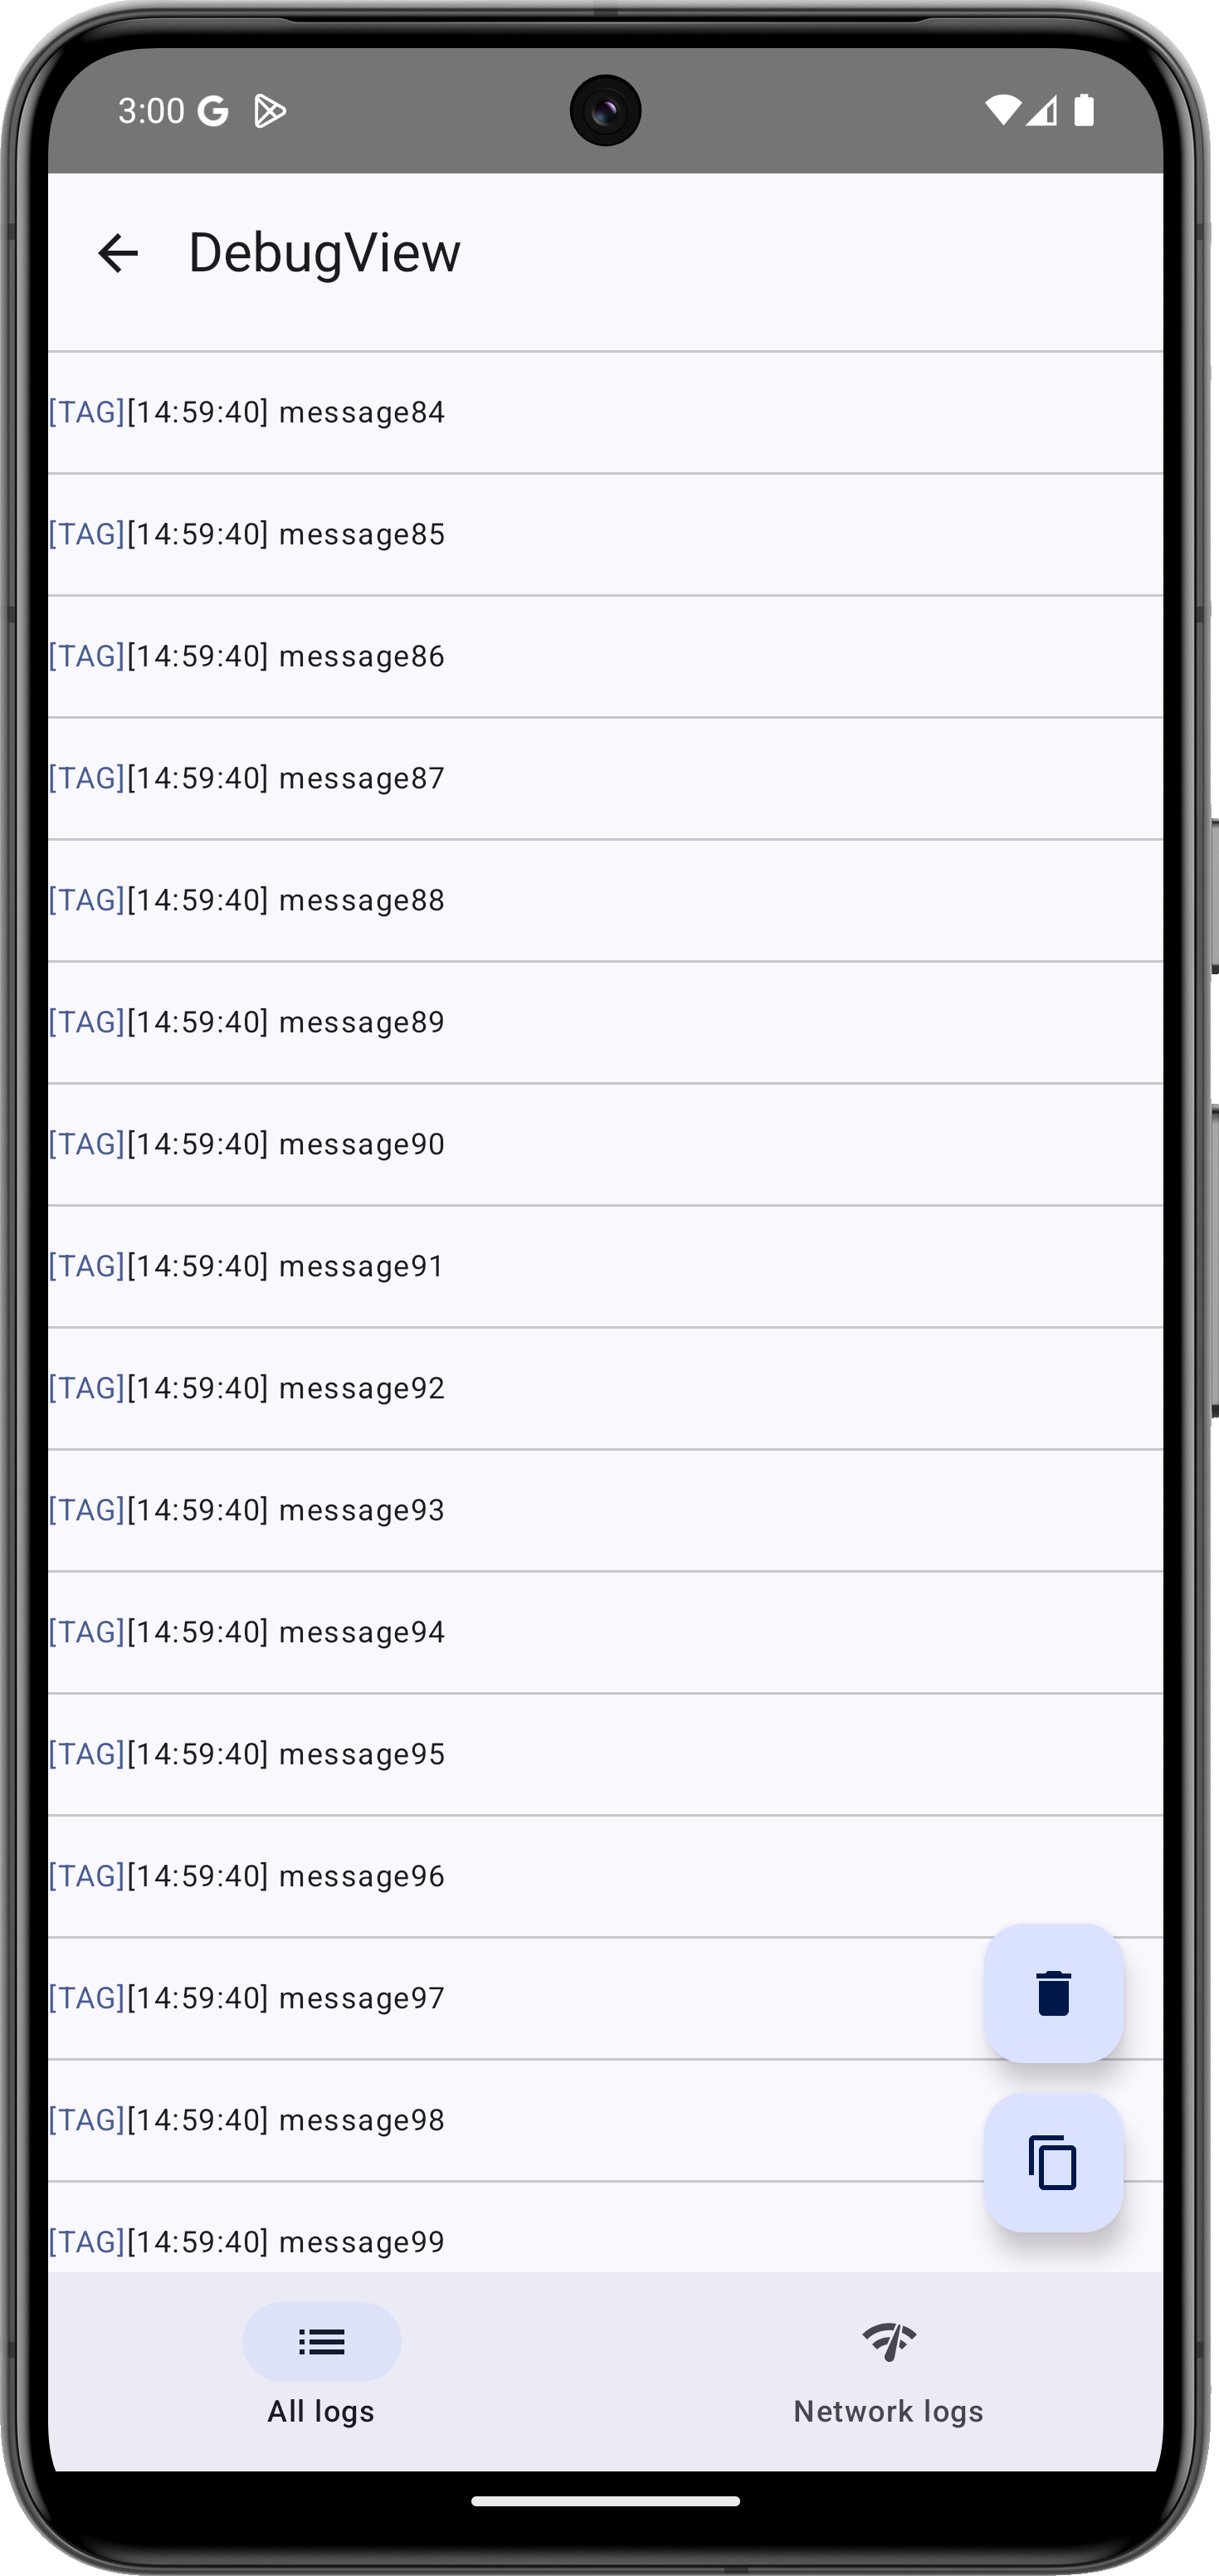 3:00
DebugView
[TAG][14:59:40] message84
[TAG][14:59:40] message85
[TAG][14:59:40] message86
[TAG][14:59:40] message87
[TAG][14:59:40] message88
[TAG][14:59:40] message89
[TAG][14:59:40] message90
[TAG][14:59:40] message91
[TAG][14:59:40] message92
[TAG][14:59:40] message93
[TAG][14:59:40] message94
[TAG][14:59:40] message95
[TAG][14:59:40] message96
[TAG][14:59:40] message97
[TAG][14:59:40] message98
[TAG][14:59:40] message99
All logs
Network logs